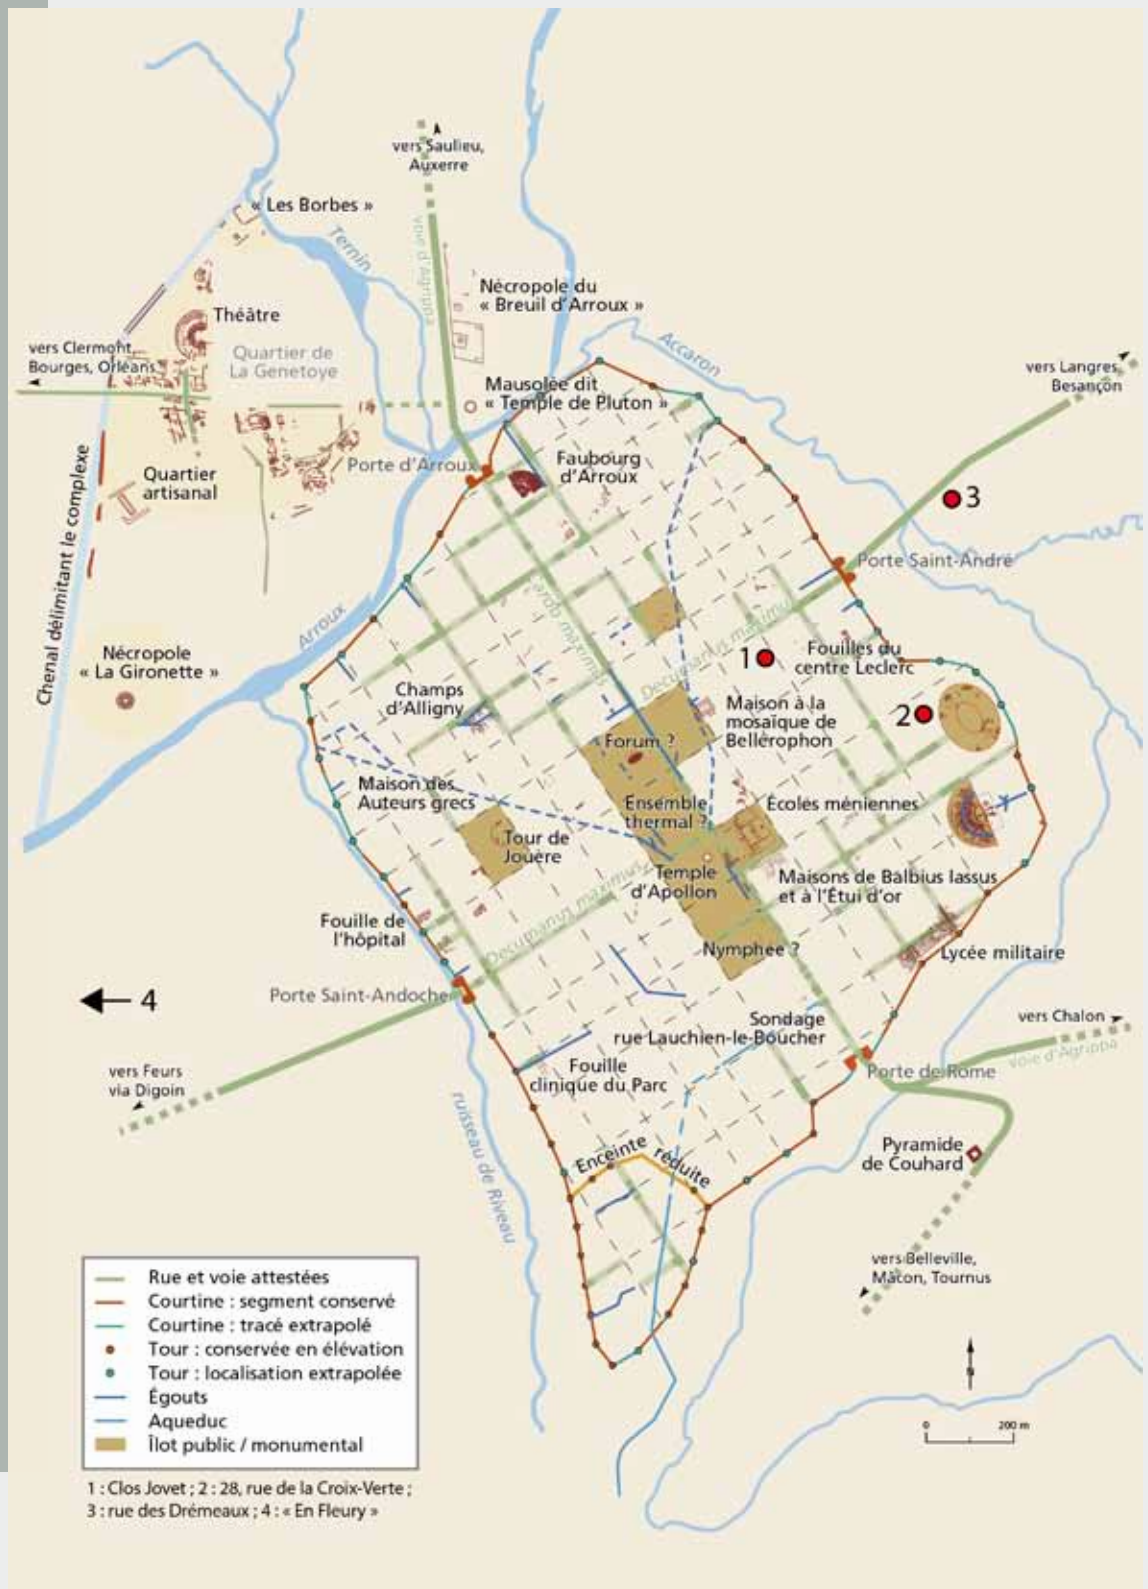 vers Saulieu,
Auxerre
« Les Borbes »
Ternin
voie d'Agrippa
Nécropole du
« Breuil d'Arroux »
Théâtre
vers Clermont,
Bourges, Orléans
Quartier de
La Genetoye
Accaron
vers Langres,
Besançon
Mausolée dit
« Temple de Pluton »
Quartier
artisanal
Porte d'Arroux
Faubourg
d'Arroux
3
Porte Saint-André
Chenal délimitant le complexe
Arroux
Cardo maximus
Decumanus maximus
Nécropole
« La Gironette »
1
Fouilles du
centre Leclerc
Champs
d'Alligny
2
Maison à la
mosaïque de
Bellérophon
Forum ?
Maison des
Auteurs grecs
Ensemble
thermal ?
Écoles méniennes
Tour de
Jouère
Temple
d'Apollon
Maisons de Balbius Iassus
et à l'Étui d'or
Decumanus maximus
Fouille de
l'hôpital
Nymphée ?
Lycée militaire
4
Porte Saint-Andoche
Sondage
rue Lauchien-le-Boucher
vers Chalon
voie d'Agrippa
vers Feurs
via Digoin
Fouille
clinique du Parc
Porte de Rome
ruisseau de Riveau
Enceinte réduite
Pyramide
de Couhard
vers Belleville,
Mâcon, Tournus
Rue et voie attestées
Courtine : segment conservé
Courtine : tracé extrapolé
Tour : conservée en élévation
Tour : localisation extrapolée
Égouts
Aqueduc
Îlot public / monumental
N
0 200 m
1 : Clos Jovet ; 2 : 28, rue de la Croix-Verte ;
3 : rue des Drémeaux ; 4 : « En Fleury »